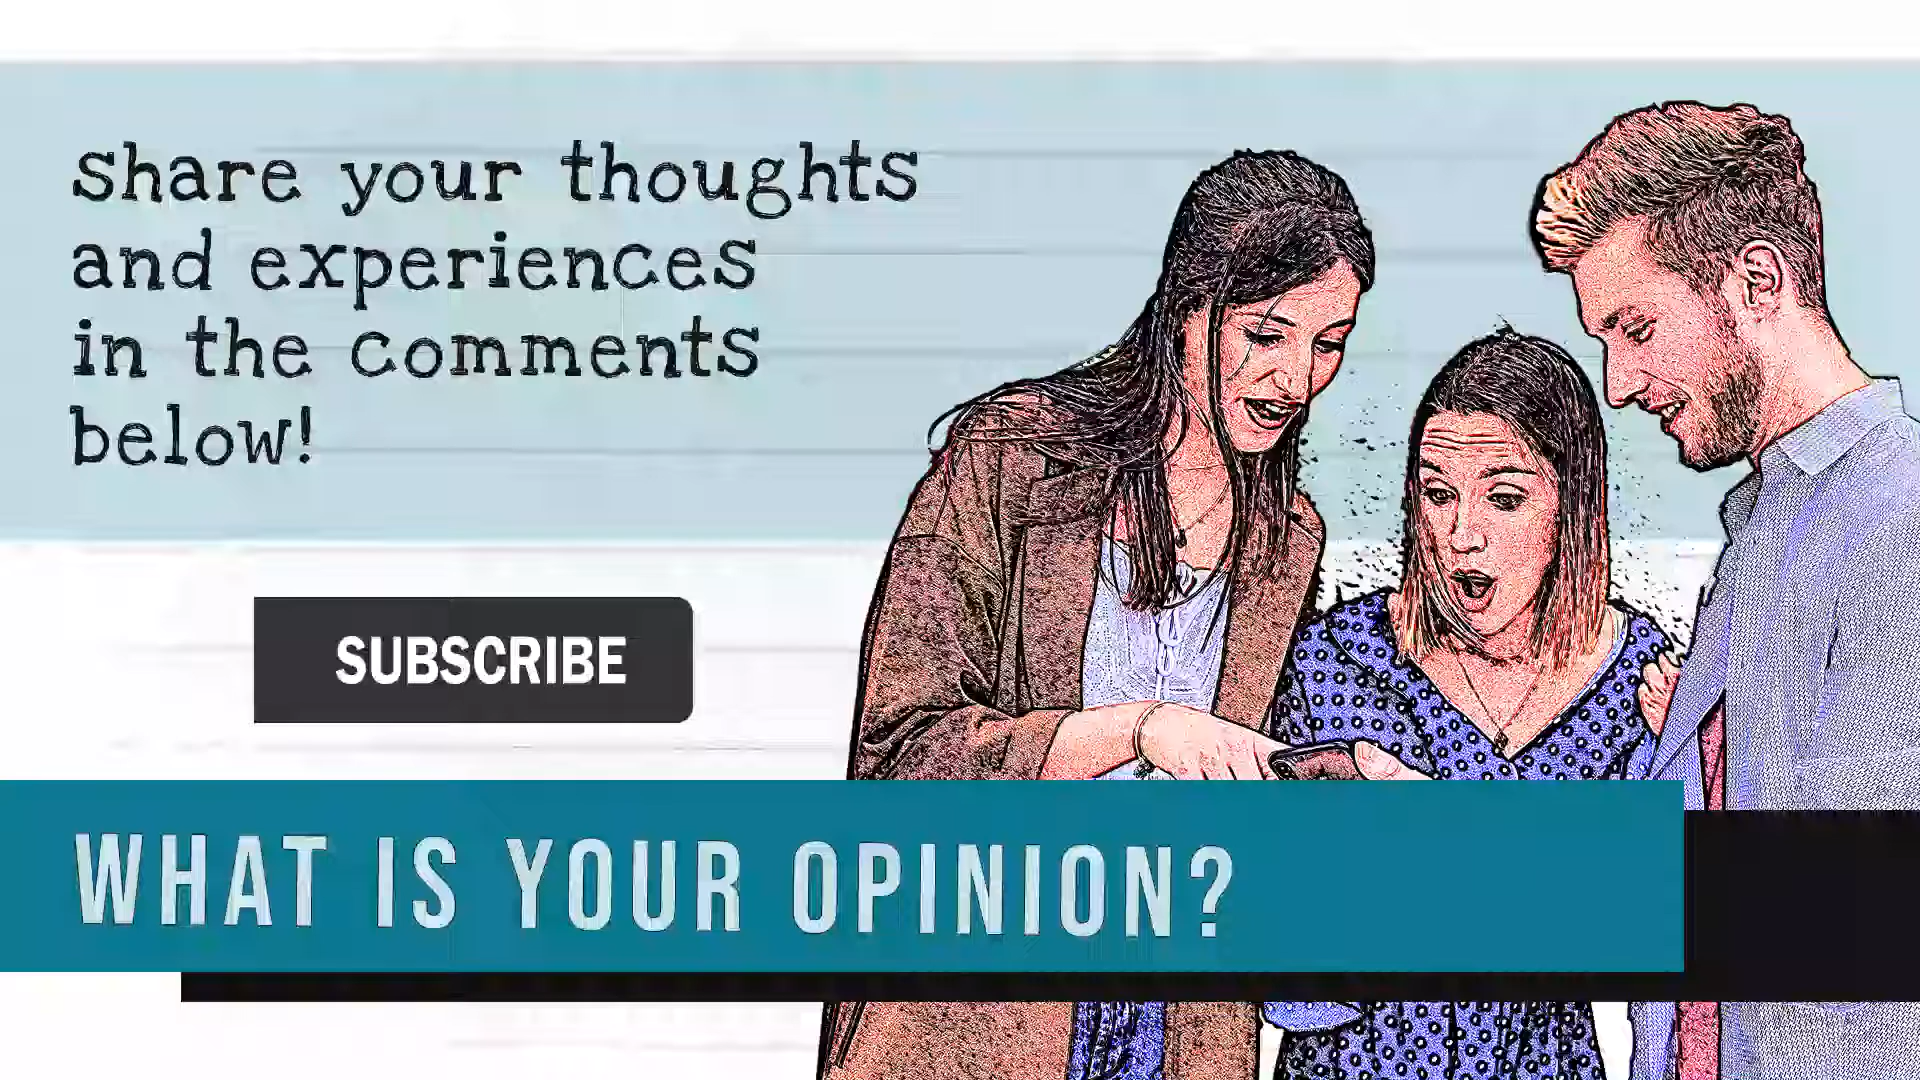 share your thoughts
and experiences
in the comments
below!
SUBSCRIBE
WHAT IS YOUR OPINION?